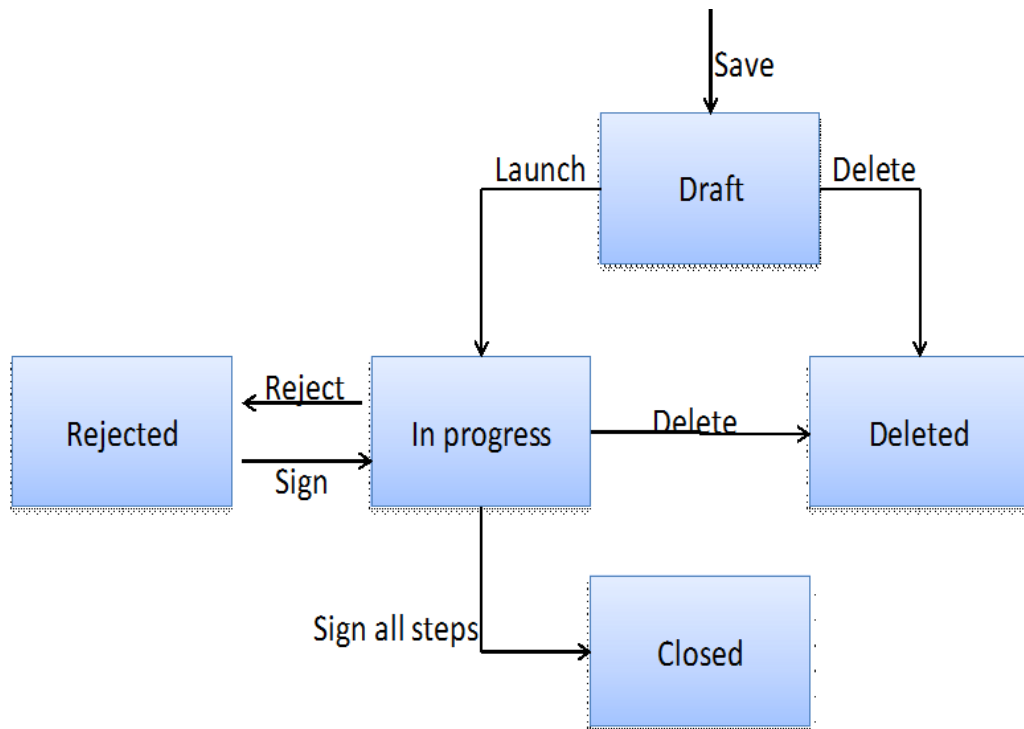 Save
Launch
Draft
Delete
Rejected
Reject
Sign
In progress
Delete
Deleted
Sign all steps
Closed